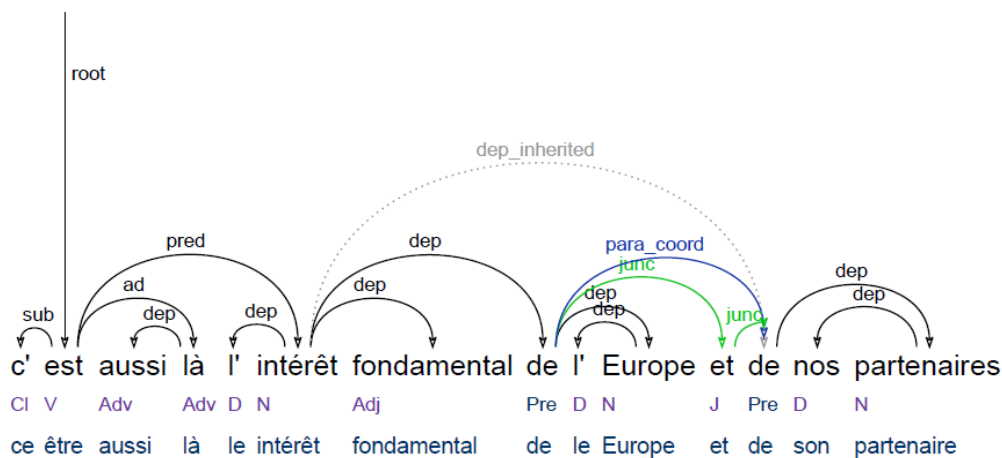 root
dep_inherited
pred dep para_coord
junc
ad dep dep dep
sub dep dep dep dep junc
c' est aussi là l' intérêt fondamental de l' Europe et de nos partenaires
Cl V Adv Adv D N Adj Pre D N J Pre D N
ce être aussi là le intérêt fondamental de le Europe et de son partenaire